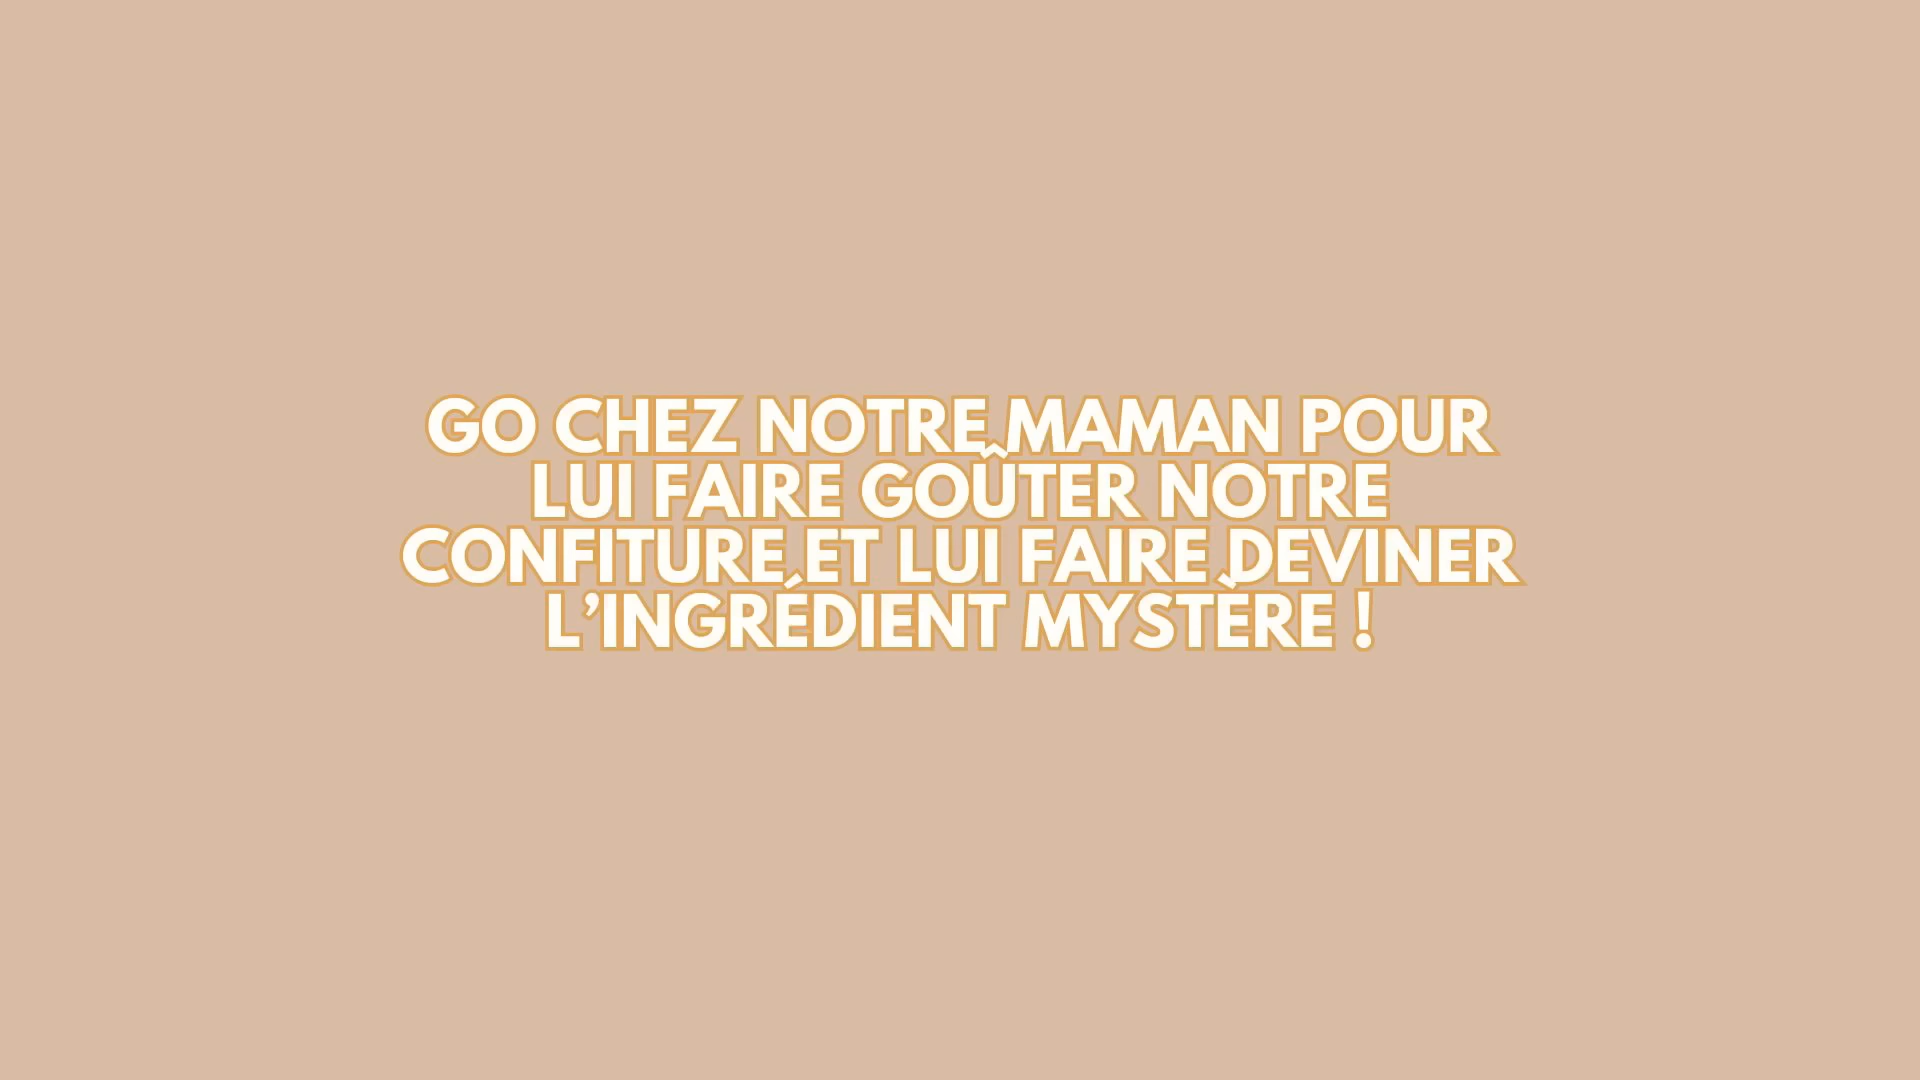 GO CHEZ NOTRE MAMAN POUR
LUI FAIRE GOÛTER NOTRE
CONFITURE ET LUI FAIRE DEVINER
L’INGRÉDIENT MYSTÈRE !